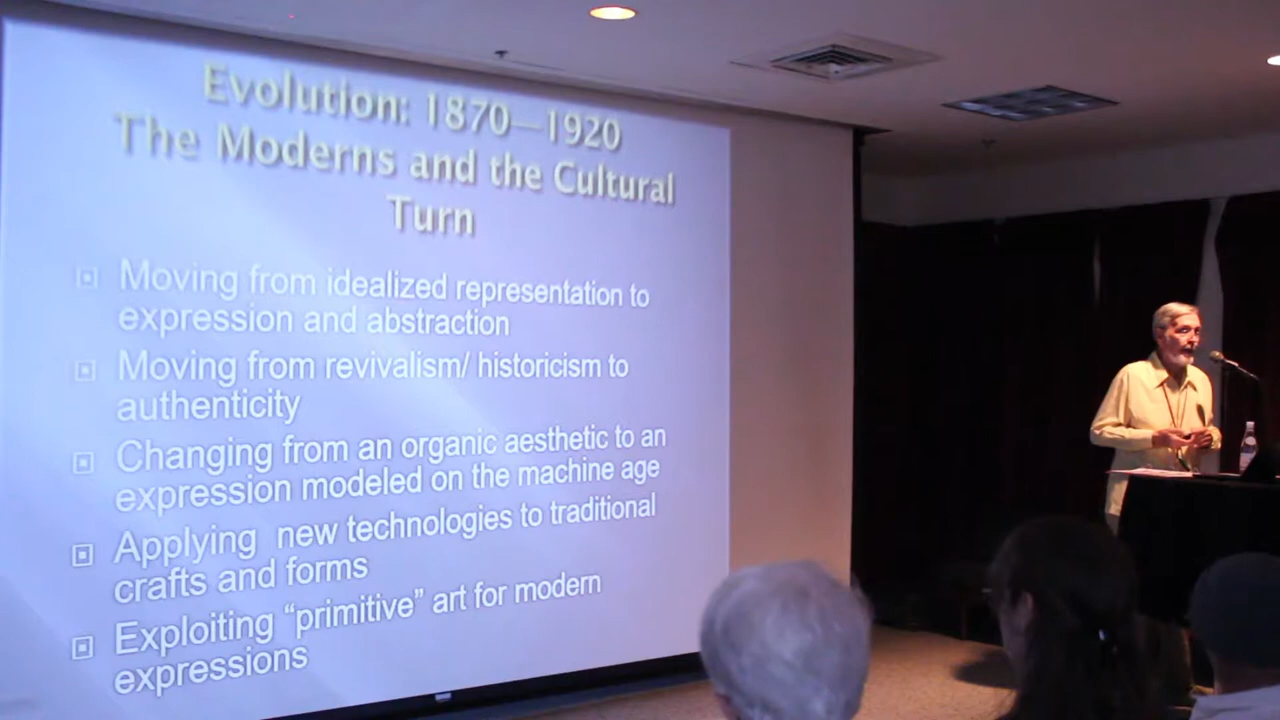 Evolution: 1870—1920
The Moderns and the Cultural
Turn
Moving from idealized representation to
expression and abstraction
Moving from revivalism/ historicism to
authenticity
Changing from an organic aesthetic to an
expression modeled on the machine age
Applying  new technologies to traditional
crafts and forms
Exploiting “primitive” art for modern
expressions